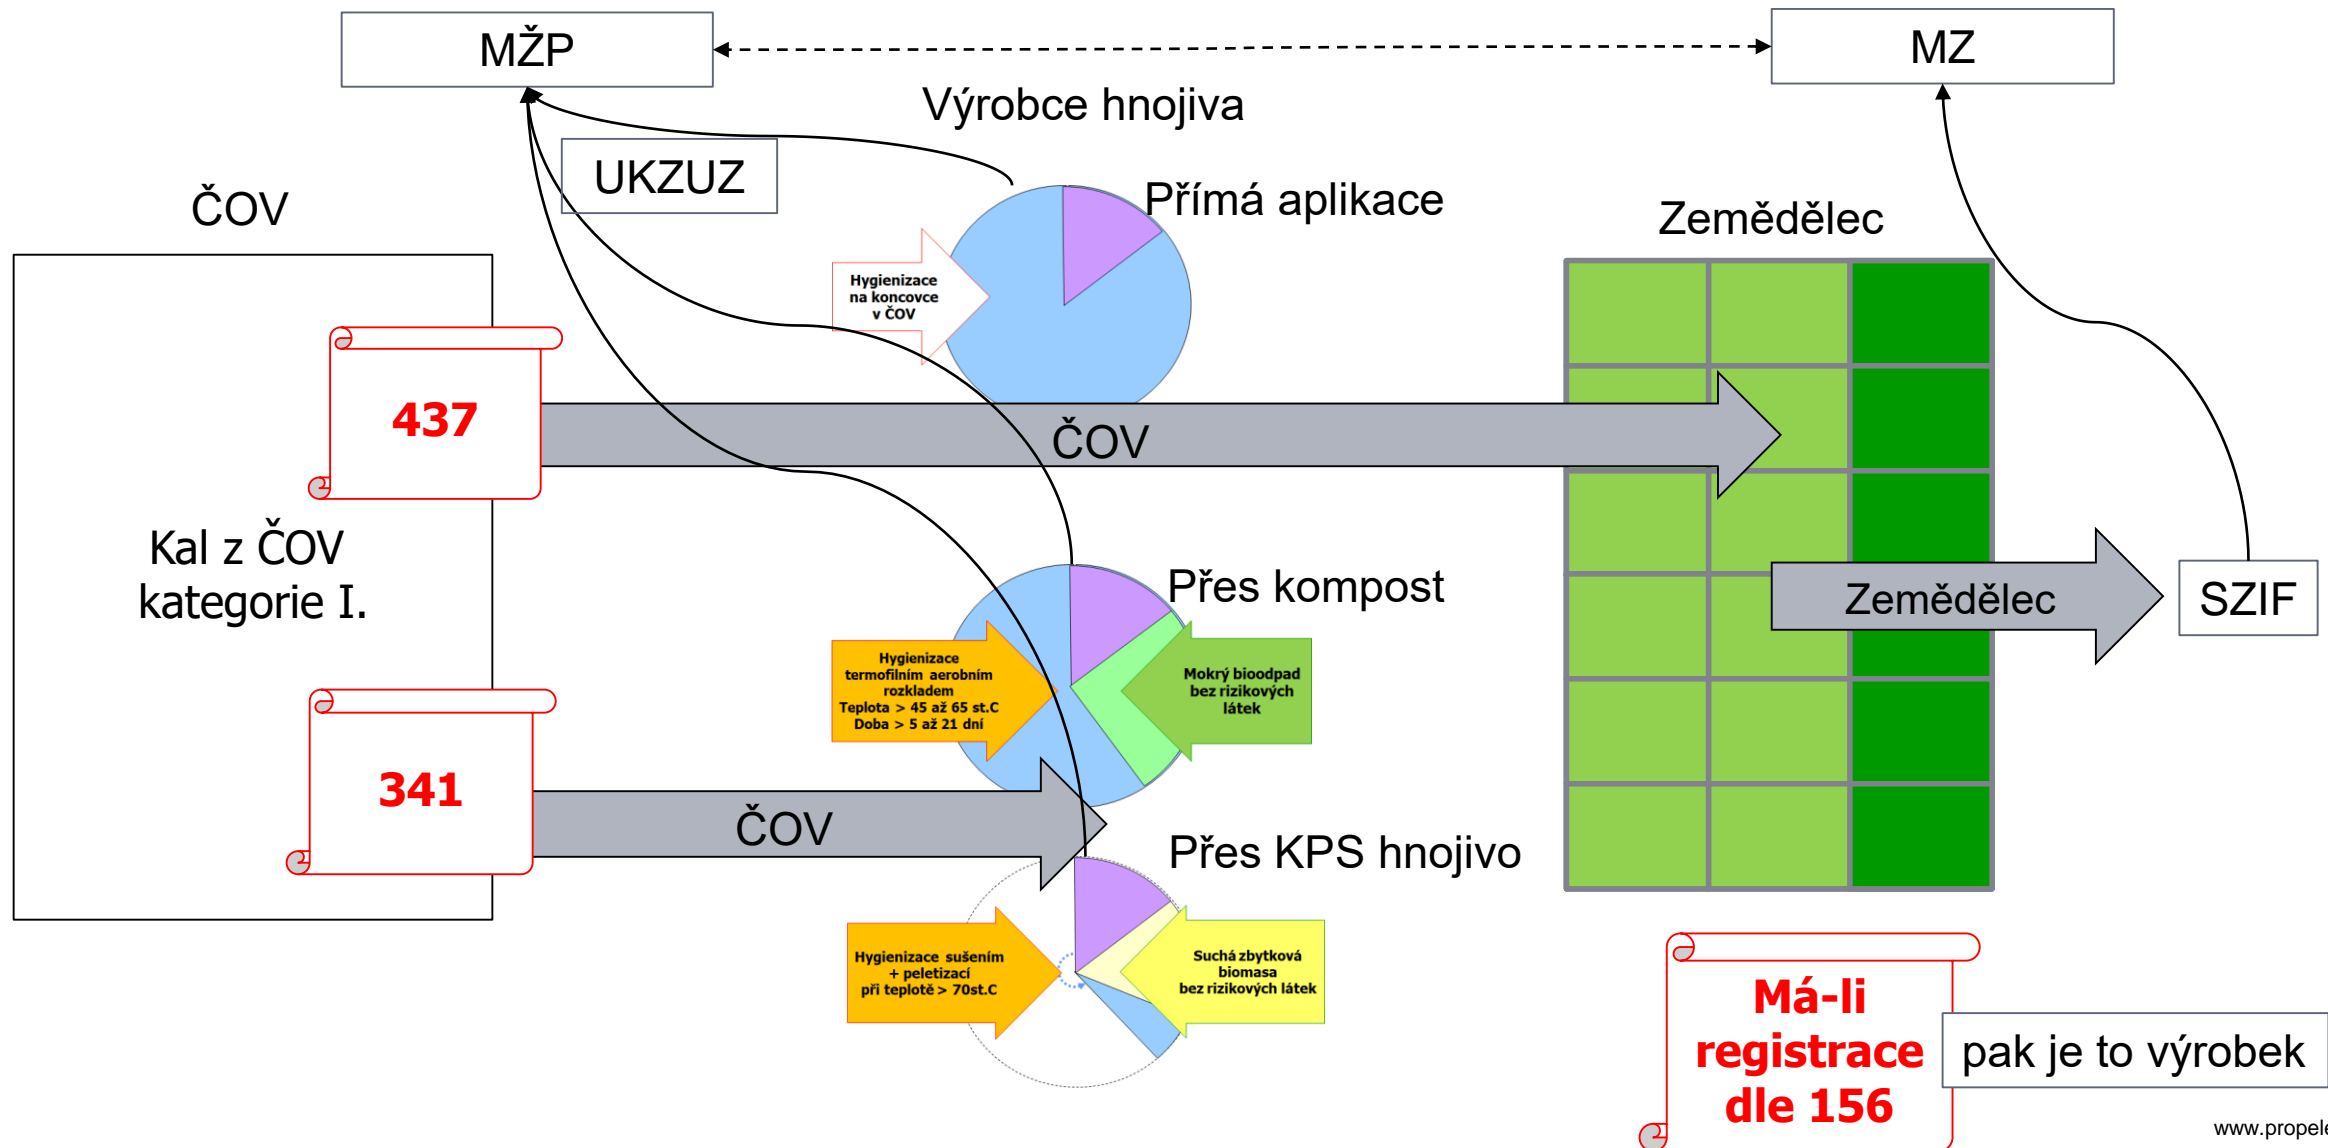 MŽP
MZ
Výrobce hnojiva
UKZUZ
ČOV
Přímá aplikace
Zemědělec
Hygienizace
na koncovce
v ČOV
437
ČOV
Kal z ČOV
kategorie I.
Přes kompost
Zemědělec
SZIF
Hygienizace
termofilním aerobním
rozkladem
Teplota > 45 až 65 st.C
Doba > 5 až 21 dní
Mokrý bioodpad
bez rizikových
látek
341
ČOV
Přes KPS hnojivo
Hygienizace sušením
+ peletizací
při teplotě > 70st.C
Suchá zbytková
biomasa
bez rizikových látek
Má-li
registrace
dle 156
pak je to výrobek
www.propele